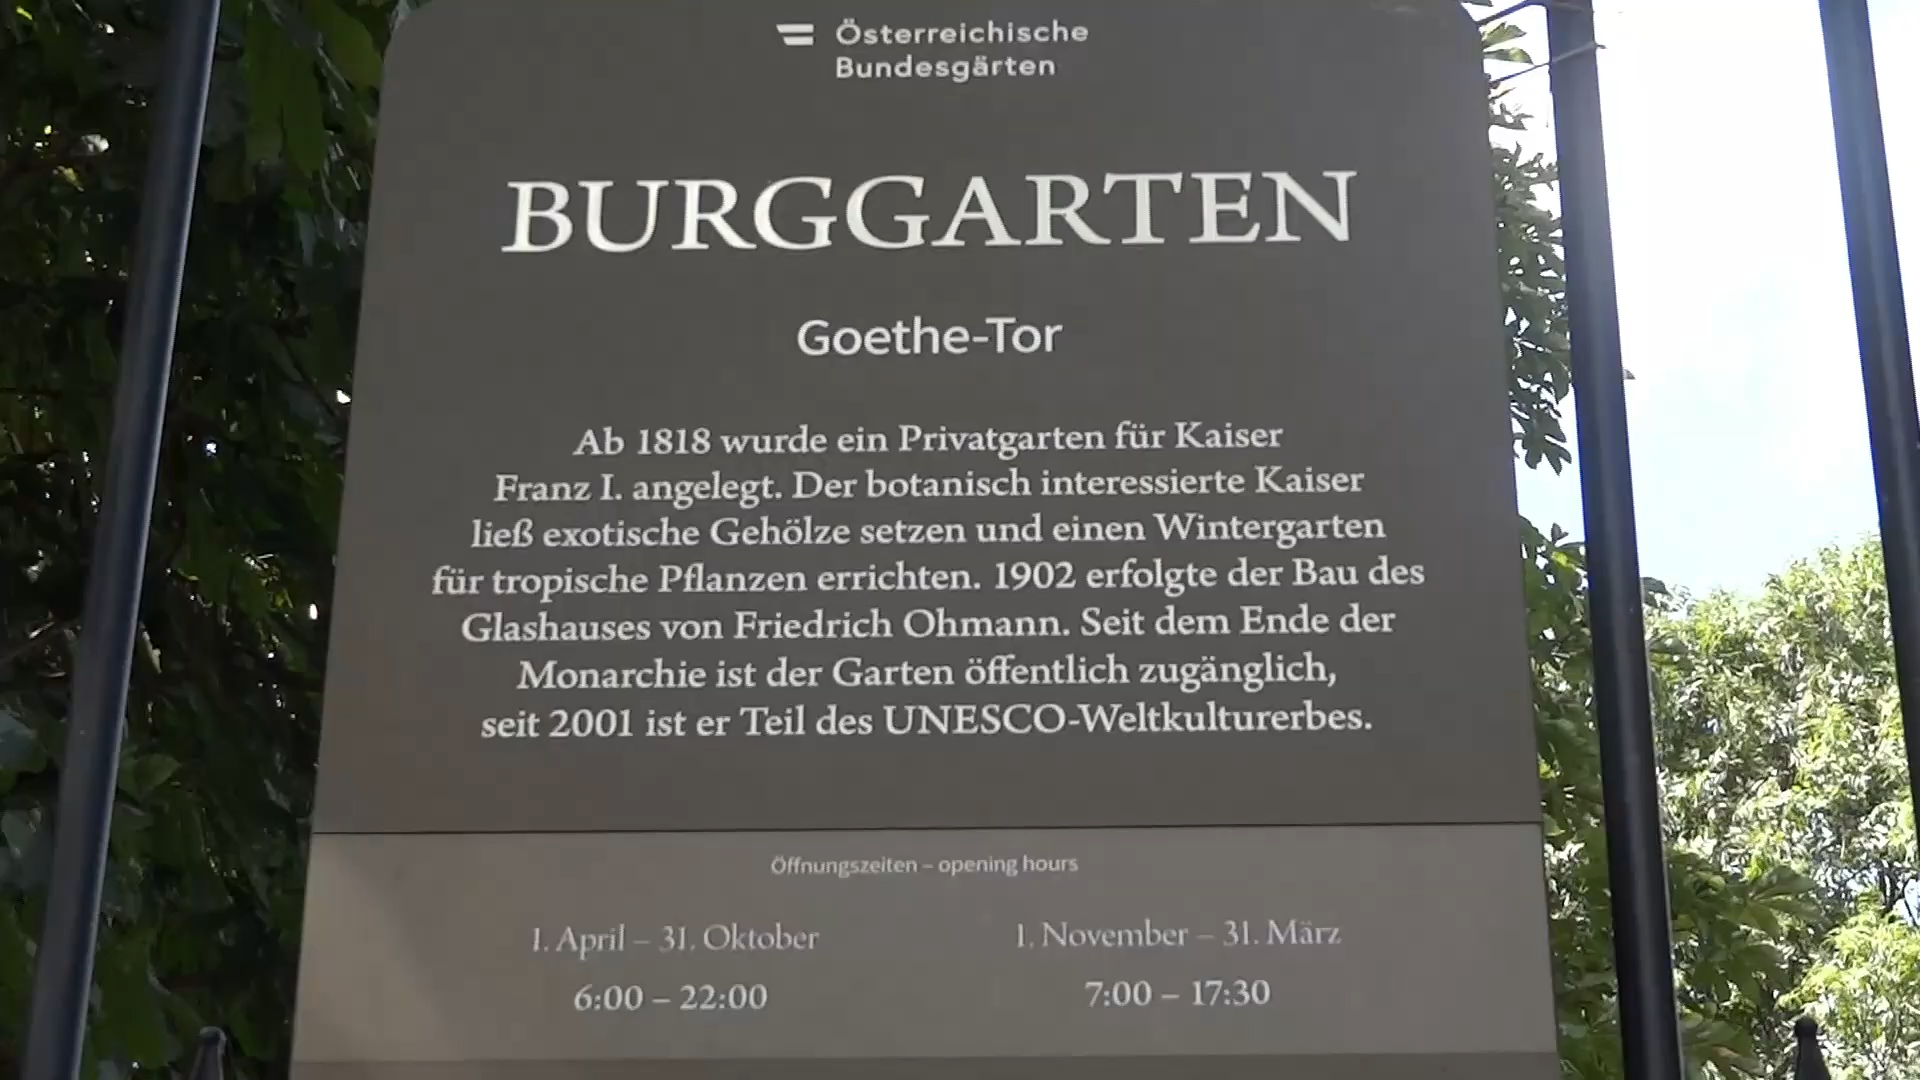 Österreichische
Bundesgärten
BURGGARTEN
Goethe-Tor
Ab 1818 wurde ein Privatgarten für Kaiser
Franz I. angelegt. Der botanisch interessierte Kaiser
ließ exotische Gehölze setzen und einen Wintergarten
für tropische Pflanzen errichten. 1902 erfolgte der Bau des
Glashauses von Friedrich Ohmann. Seit dem Ende der
Monarchie ist der Garten öffentlich zugänglich,
seit 2001 ist er Teil des UNESCO-Weltkulturerbes.
Öffnungszeiten – opening hours
1. April – 31. Oktober
6:00 – 22:00
1. November – 31. März
7:00 – 17:30